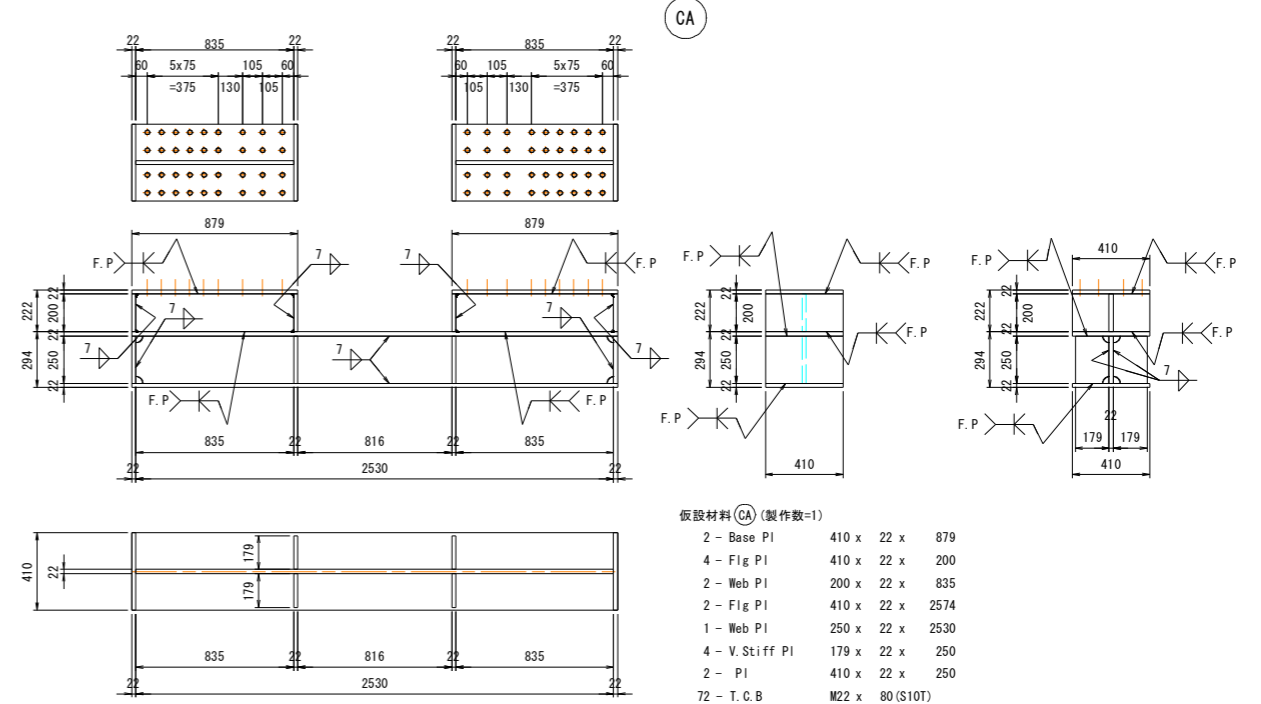 CA
22 835 22
60 5x75 105 60
=375 130 105
22 835 22
60 105 5x75 60
105 130 =375
879
879
410
F.P 7
7 F.P
F.P F.P
F.P F.P
222 22 200
7
7
222 22 200
222 22 200
294 22 250 22
7
7
7
294 22 250 22
F.P
294 22 250 22
F.P
7
F.P
F.P
F.P
F.P
22
835 22 816 22 835
179 179
22 2530 22
410
410
410 22
179
179
835 22 816 22 835
22 2530 22
仮設材料 CA (製作数=1)
2 - Base Pl 410 x 22 x 879
4 - Flg Pl 410 x 22 x 200
2 - Web Pl 200 x 22 x 835
2 - Flg Pl 410 x 22 x 2574
1 - Web Pl 250 x 22 x 2530
4 - V.Stiff Pl 179 x 22 x 250
2 - Pl 410 x 22 x 250
72 - T.C.B M22 x 80(S10T)